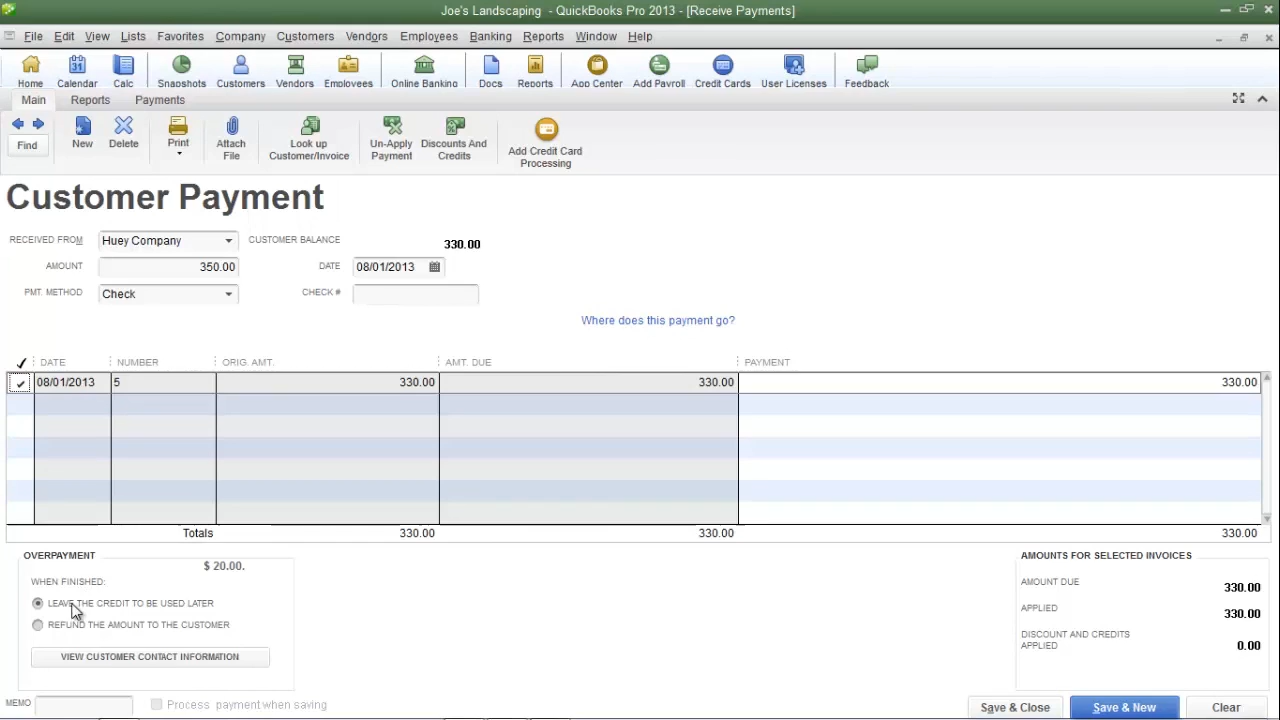 Joe's Landscaping - QuickBooks Pro 2013 - [Receive Payments]
File Edit View Lists Favorites Company Customers Vendors Employees Banking Reports Window Help
Home Calendar Calc Snapshots Customers Vendors Employees Online Banking Docs Reports App Center Add Payroll Credit Cards User Licenses Feedback
Main Reports Payments
Find New Delete Print Attach File Look up Customer/Invoice Un-Apply Payment Discounts And Credits Add Credit Card Processing
Customer Payment
RECEIVED FROM Huey Company CUSTOMER BALANCE 330.00
AMOUNT 350.00 DATE 08/01/2013
PMT. METHOD Check CHECK #
Where does this payment go?
✓ DATE NUMBER ORIG. AMT. AMT. DUE PAYMENT
✓ 08/01/2013 5 330.00 330.00 330.00
Totals 330.00 330.00 330.00
OVERPAYMENT
$ 20.00.
WHEN FINISHED:
LEAVE THE CREDIT TO BE USED LATER
REFUND THE AMOUNT TO THE CUSTOMER
VIEW CUSTOMER CONTACT INFORMATION
AMOUNTS FOR SELECTED INVOICES
AMOUNT DUE 330.00
APPLIED 330.00
DISCOUNT AND CREDITS APPLIED 0.00
MEMO Process payment when saving Save & Close Save & New Clear